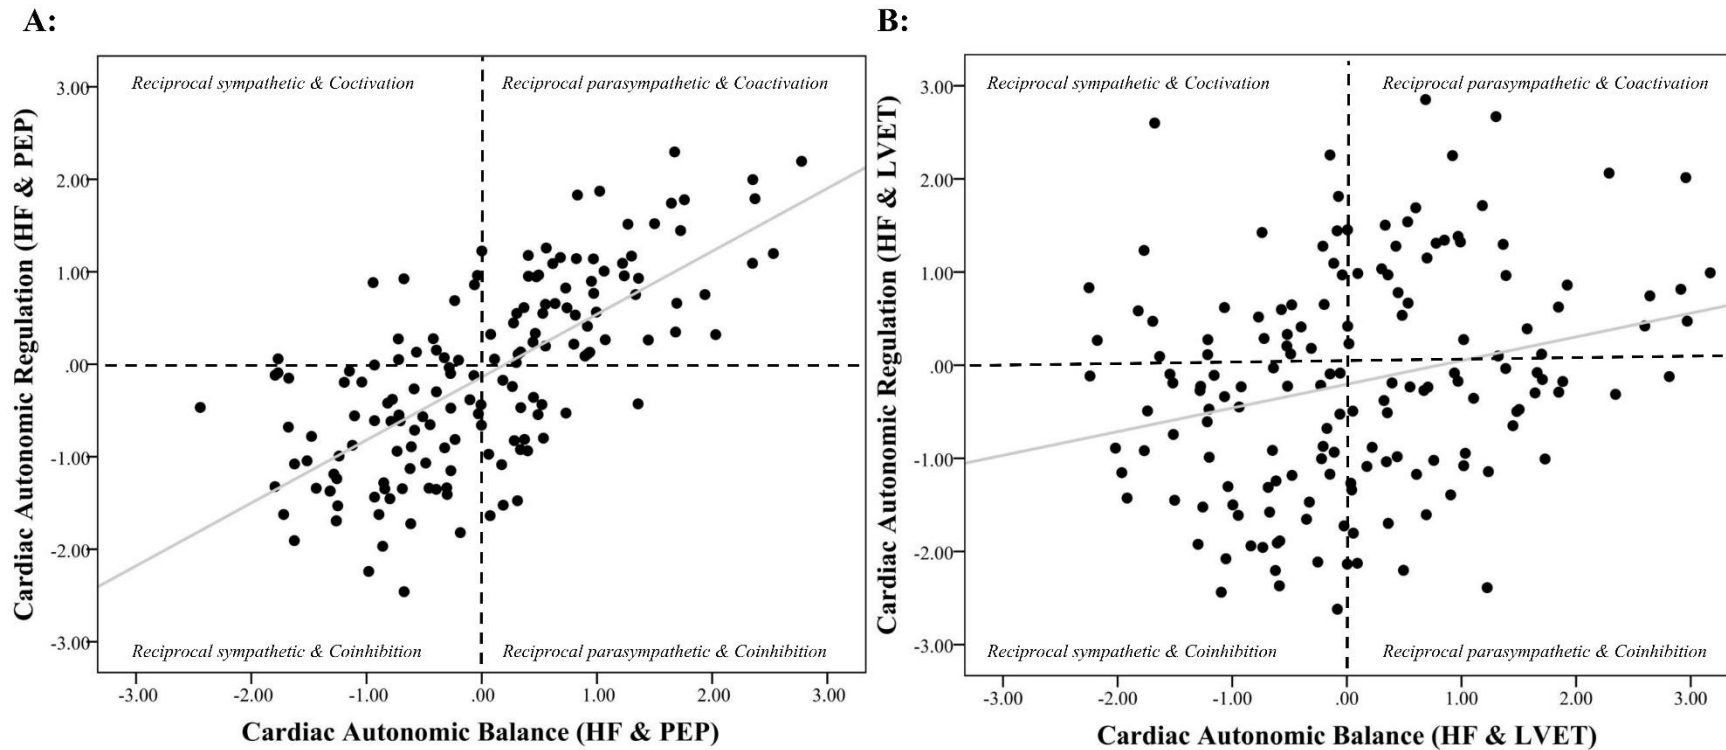 A:
Cardiac Autonomic Regulation (HF & PEP)
3.00
2.00
1.00
.00
-1.00
-2.00
-3.00
Reciprocal sympathetic & Coctivation
Reciprocal parasympathetic & Coactivation
Reciprocal sympathetic & Coinhibition
Reciprocal parasympathetic & Coinhibition
-3.00 -2.00 -1.00 .00 1.00 2.00 3.00
Cardiac Autonomic Balance (HF & PEP)
B:
Cardiac Autonomic Regulation (HF & LVET)
3.00
2.00
1.00
.00
-1.00
-2.00
-3.00
Reciprocal sympathetic & Coctivation
Reciprocal parasympathetic & Coactivation
Reciprocal sympathetic & Coinhibition
Reciprocal parasympathetic & Coinhibition
-3.00 -2.00 -1.00 .00 1.00 2.00 3.00
Cardiac Autonomic Balance (HF & LVET)